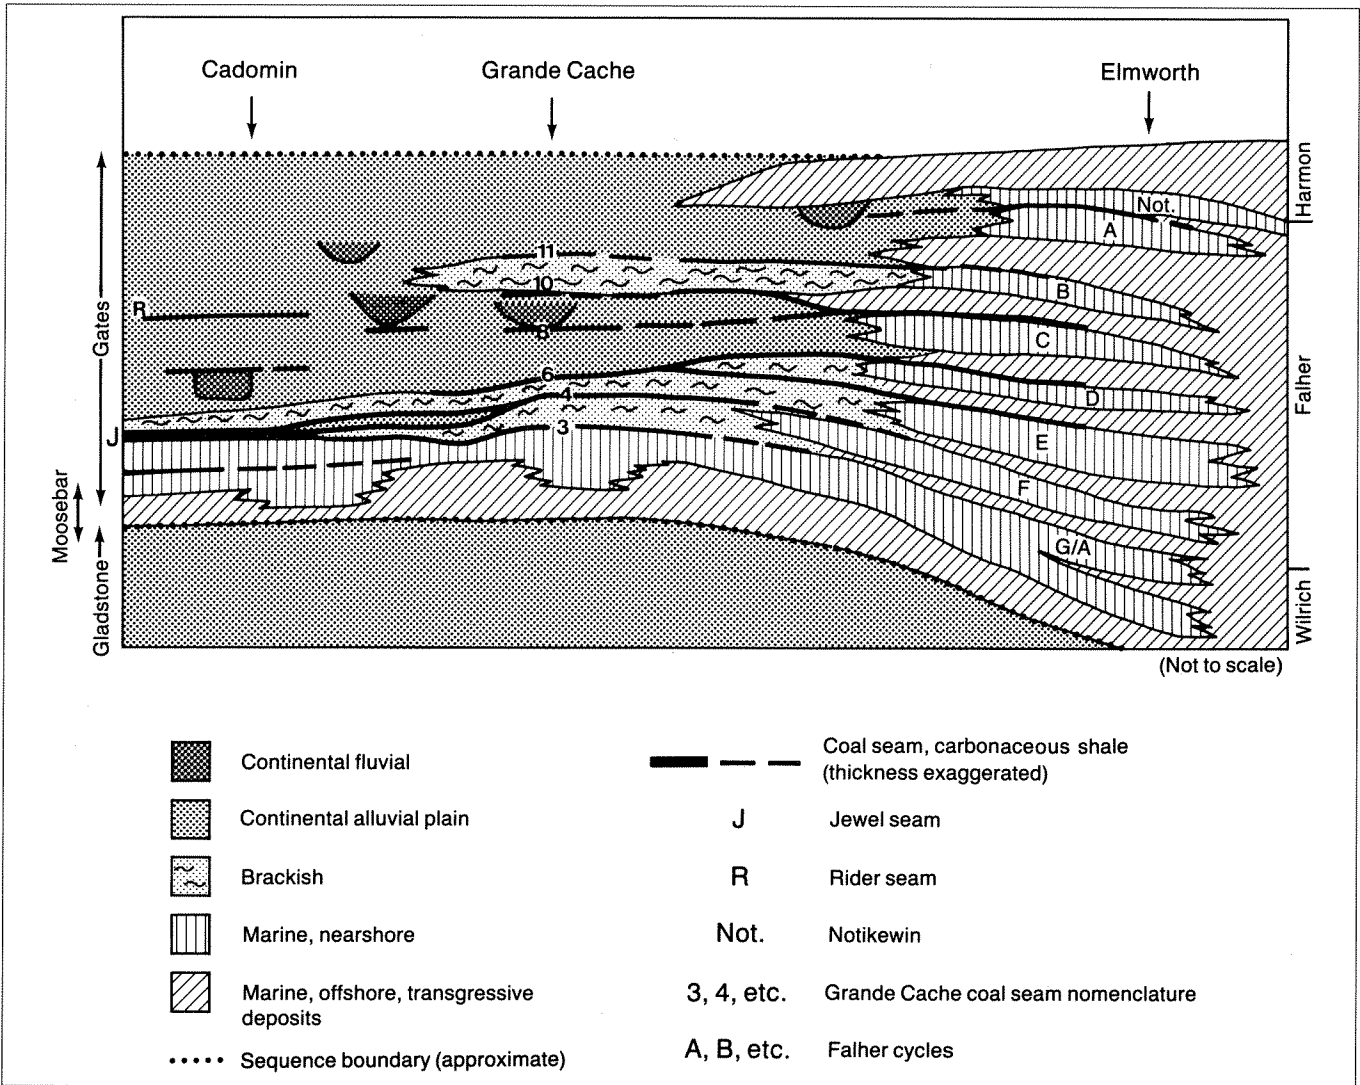 Cadomin
Grande Cache
Elmworth
Gates
Moosebar
Gladstone
Harmon
Falher
Wilrich
Not.
A
11
10
B
R
8
C
6
D
4
J
3
E
F
G/A
(Not to scale)
Continental fluvial
Continental alluvial plain
Brackish
Marine, nearshore
Marine, offshore, transgressive
deposits
Sequence boundary (approximate)
Coal seam, carbonaceous shale
(thickness exaggerated)
J Jewel seam
R Rider seam
Not. Notikewin
3, 4, etc. Grande Cache coal seam nomenclature
A, B, etc. Falher cycles